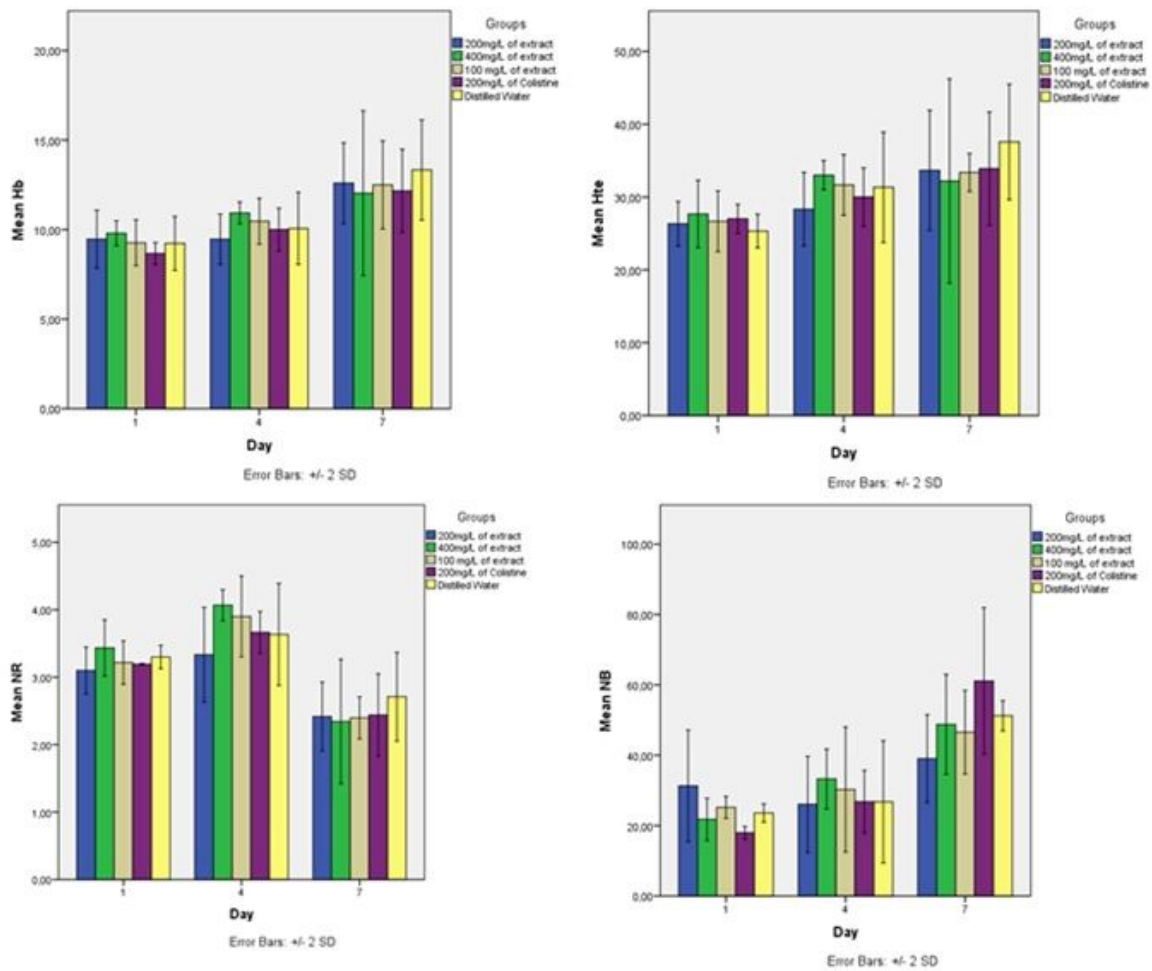 Groups
200mg/L of extract
400mg/L of extract
100 mg/L of extract
200mg/L of Colistine
Distilled Water
20,00
15,00
10,00
5,00
0,00
Mean Hb
1 4 7
Day
Error Bars: +/- 2 SD
Groups
200mg/L of extract
400mg/L of extract
100 mg/L of extract
200mg/L of Colistine
Distilled Water
50,00
40,00
30,00
20,00
10,00
0,00
Mean Hte
1 4 7
Day
Error Bars: +/- 2 SD
Groups
200mg/L of extract
400mg/L of extract
100 mg/L of extract
200mg/L of Colistine
Distilled Water
5,00
4,00
3,00
2,00
1,00
0,00
Mean NR
1 4 7
Day
Error Bars: +/- 2 SD
Groups
200mg/L of extract
400mg/L of extract
100 mg/L of extract
200mg/L of Colistine
Distilled Water
100,00
80,00
60,00
40,00
20,00
0,00
Mean NB
1 4 7
Day
Error Bars: +/- 2 SD